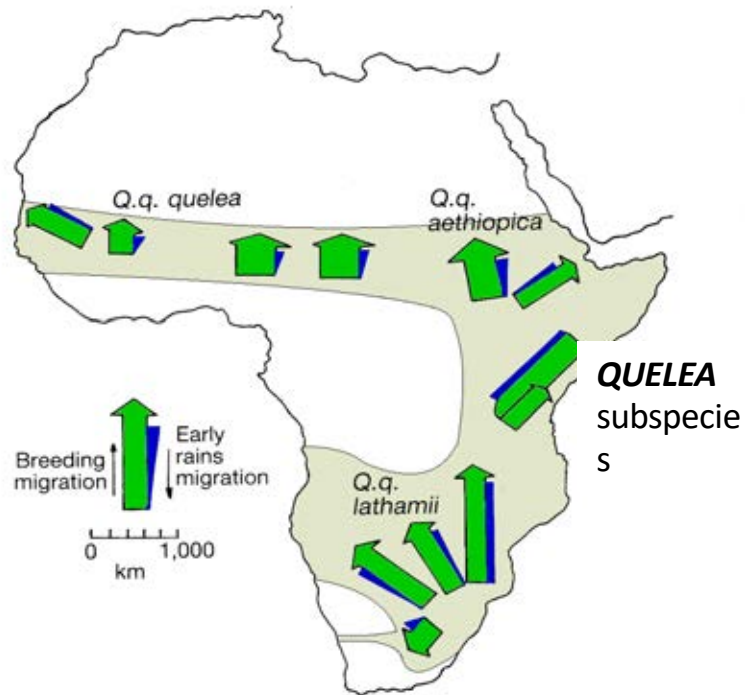 Q.q. quelea
Q.q.
aethiopica
QUELEA
subspecie
s
Breeding
migration
Early
rains
migration
0 1,000
km
Q.q.
lathamii